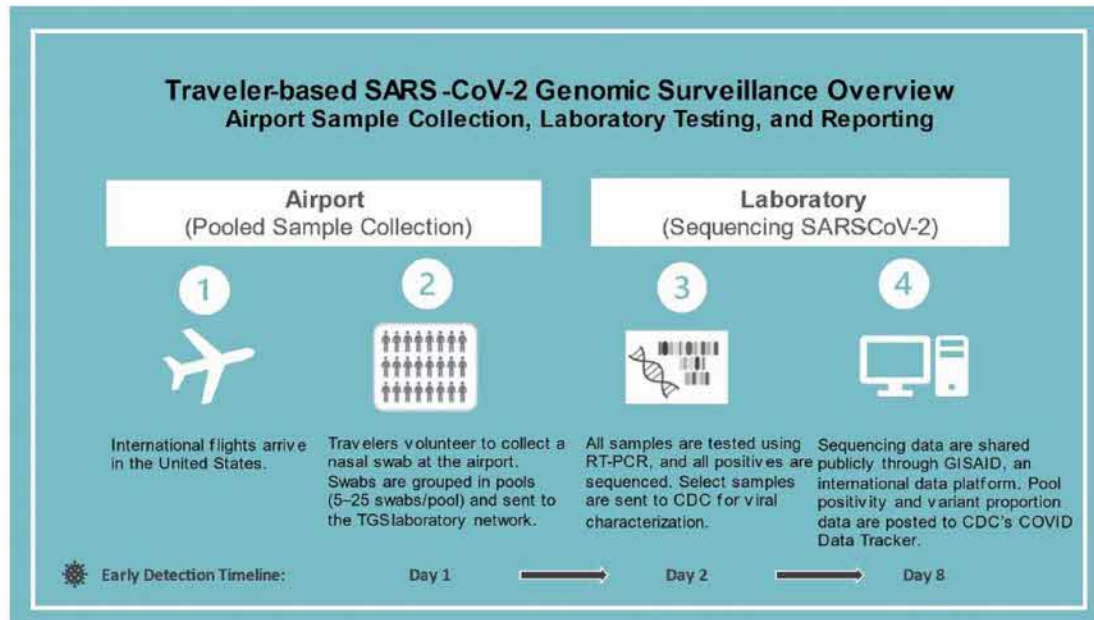 Traveler-based SARS-CoV-2 Genomic Surveillance Overview
Airport Sample Collection, Laboratory Testing, and Reporting
Airport
(Pooled Sample Collection)
Laboratory
(Sequencing SARS-CoV-2)
1
2
3
4
International flights arrive
in the United States.
Travelers volunteer to collect a
nasal swab at the airport.
Swabs are grouped in pools
(5–25 swabs/pool) and sent to
the TGSlaboratory network.
All samples are tested using
RT-PCR, and all positives are
sequenced. Select samples
are sent to CDC for viral
characterization.
Sequencing data are shared
publicly through GISAID, an
international data platform. Pool
positivity and variant proportion
data are posted to CDC's COVID
Data Tracker.
Early Detection Timeline: Day 1 Day 2 Day 8